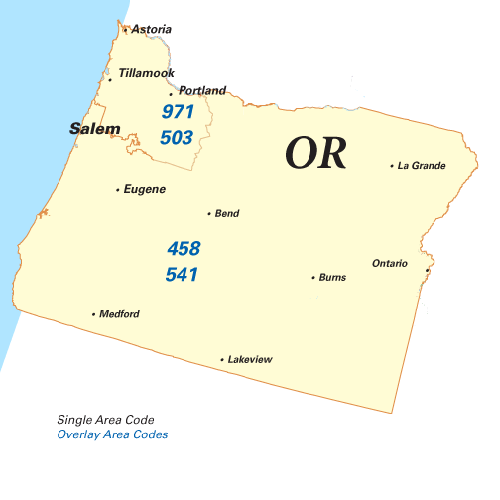 Astoria
Tillamook
Portland
971
Salem
503
OR
La Grande
Eugene
Bend
458
541
Ontario
Burns
Medford
Lakeview
Single Area Code
Overlay Area Codes